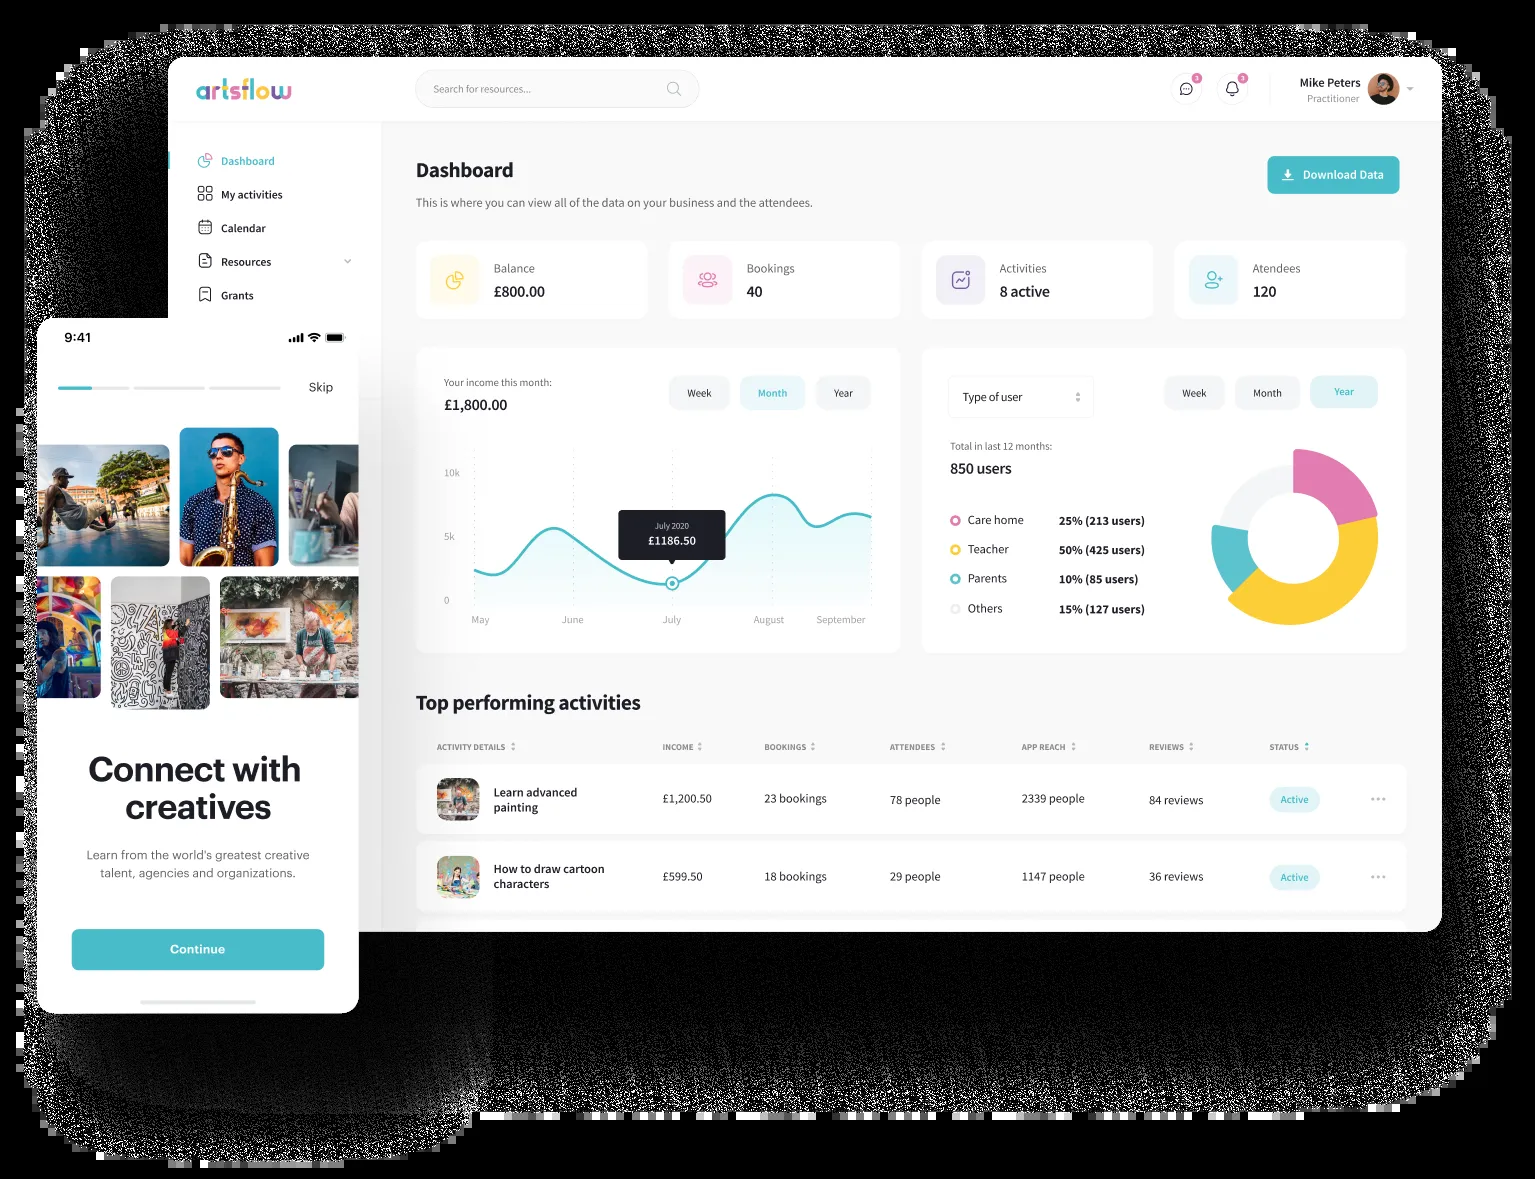 artsflow
Search for resources...
3
3
Mike Peters
Practitioner
Dashboard
My activities
Calendar
Resources
Grants
Dashboard
This is where you can view all of the data on your business and the attendees.
Download Data
Balance
£800.00
Bookings
40
Activities
8 active
Atendees
120
Your income this month:
£1,800.00
Week
Month
Year
10k
5k
0
July 2020
£1186.50
May
June
July
August
September
Type of user
Week
Month
Year
Total in last 12 months:
850 users
Care home 25% (213 users)
Teacher 50% (425 users)
Parents 10% (85 users)
Others 15% (127 users)
Top performing activities
ACTIVITY DETAILS INCOME BOOKINGS ATTENDEES APP REACH REVIEWS STATUS
Learn advanced
painting
£1,200.50
23 bookings
78 people
2339 people
84 reviews
Active
How to draw cartoon
characters
£599.50
18 bookings
29 people
1147 people
36 reviews
Active
9:41
Skip
Connect with
creatives
Learn from the world's greatest creative
talent, agencies and organizations.
Continue